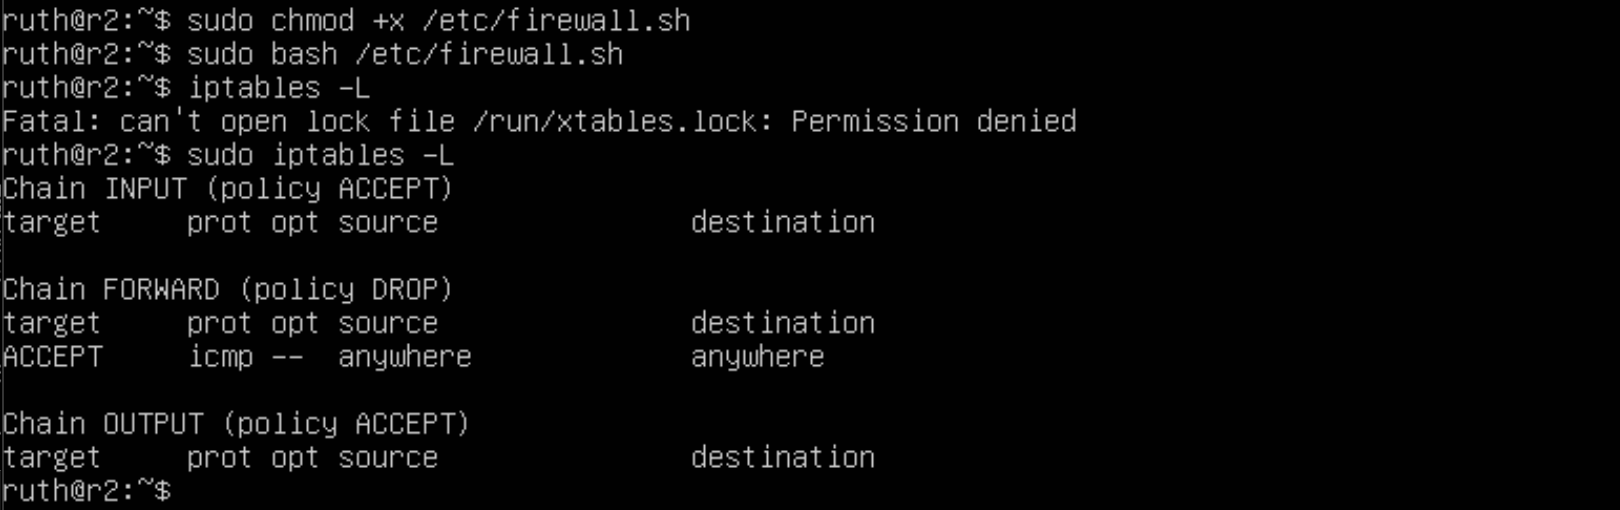 ruth@r2:~$ sudo chmod +x /etc/firewall.sh
ruth@r2:~$ sudo bash /etc/firewall.sh
ruth@r2:~$ iptables -L
Fatal: can't open lock file /run/xtables.lock: Permission denied
ruth@r2:~$ sudo iptables -L
Chain INPUT (policy ACCEPT)
target     prot opt source               destination
Chain FORWARD (policy DROP)
target     prot opt source               destination
ACCEPT     icmp --  anywhere             anywhere
Chain OUTPUT (policy ACCEPT)
target     prot opt source               destination
ruth@r2:~$